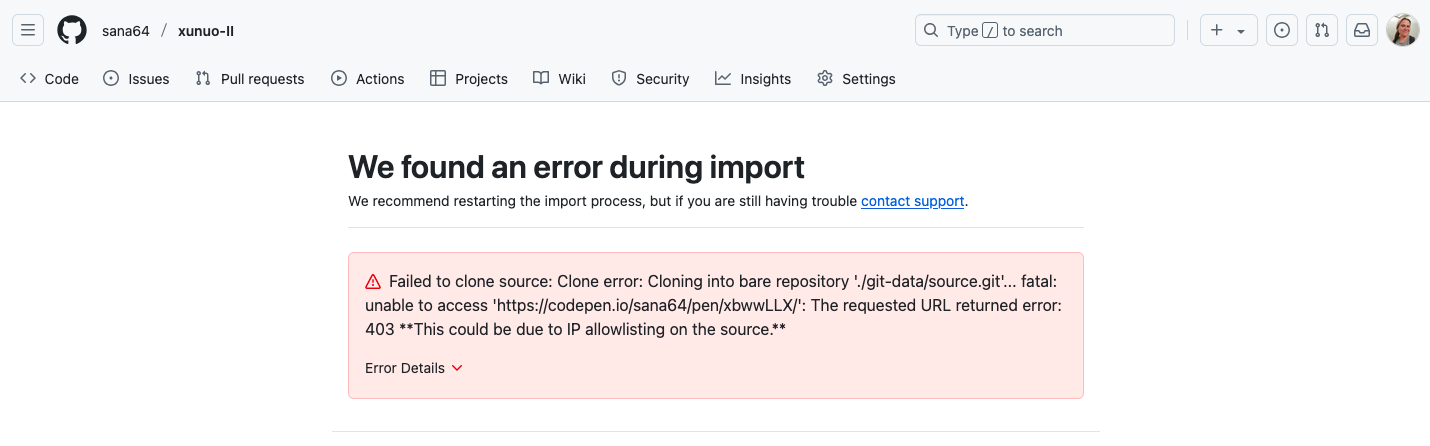 sana64 / xunuo-II
Type / to search
Code Issues Pull requests Actions Projects Wiki Security Insights Settings
We found an error during import
We recommend restarting the import process, but if you are still having trouble contact support.
Failed to clone source: Clone error: Cloning into bare repository './git-data/source.git'... fatal:
unable to access 'https://codepen.io/sana64/pen/xbwwLLX/': The requested URL returned error:
403 **This could be due to IP allowlisting on the source.**
Error Details